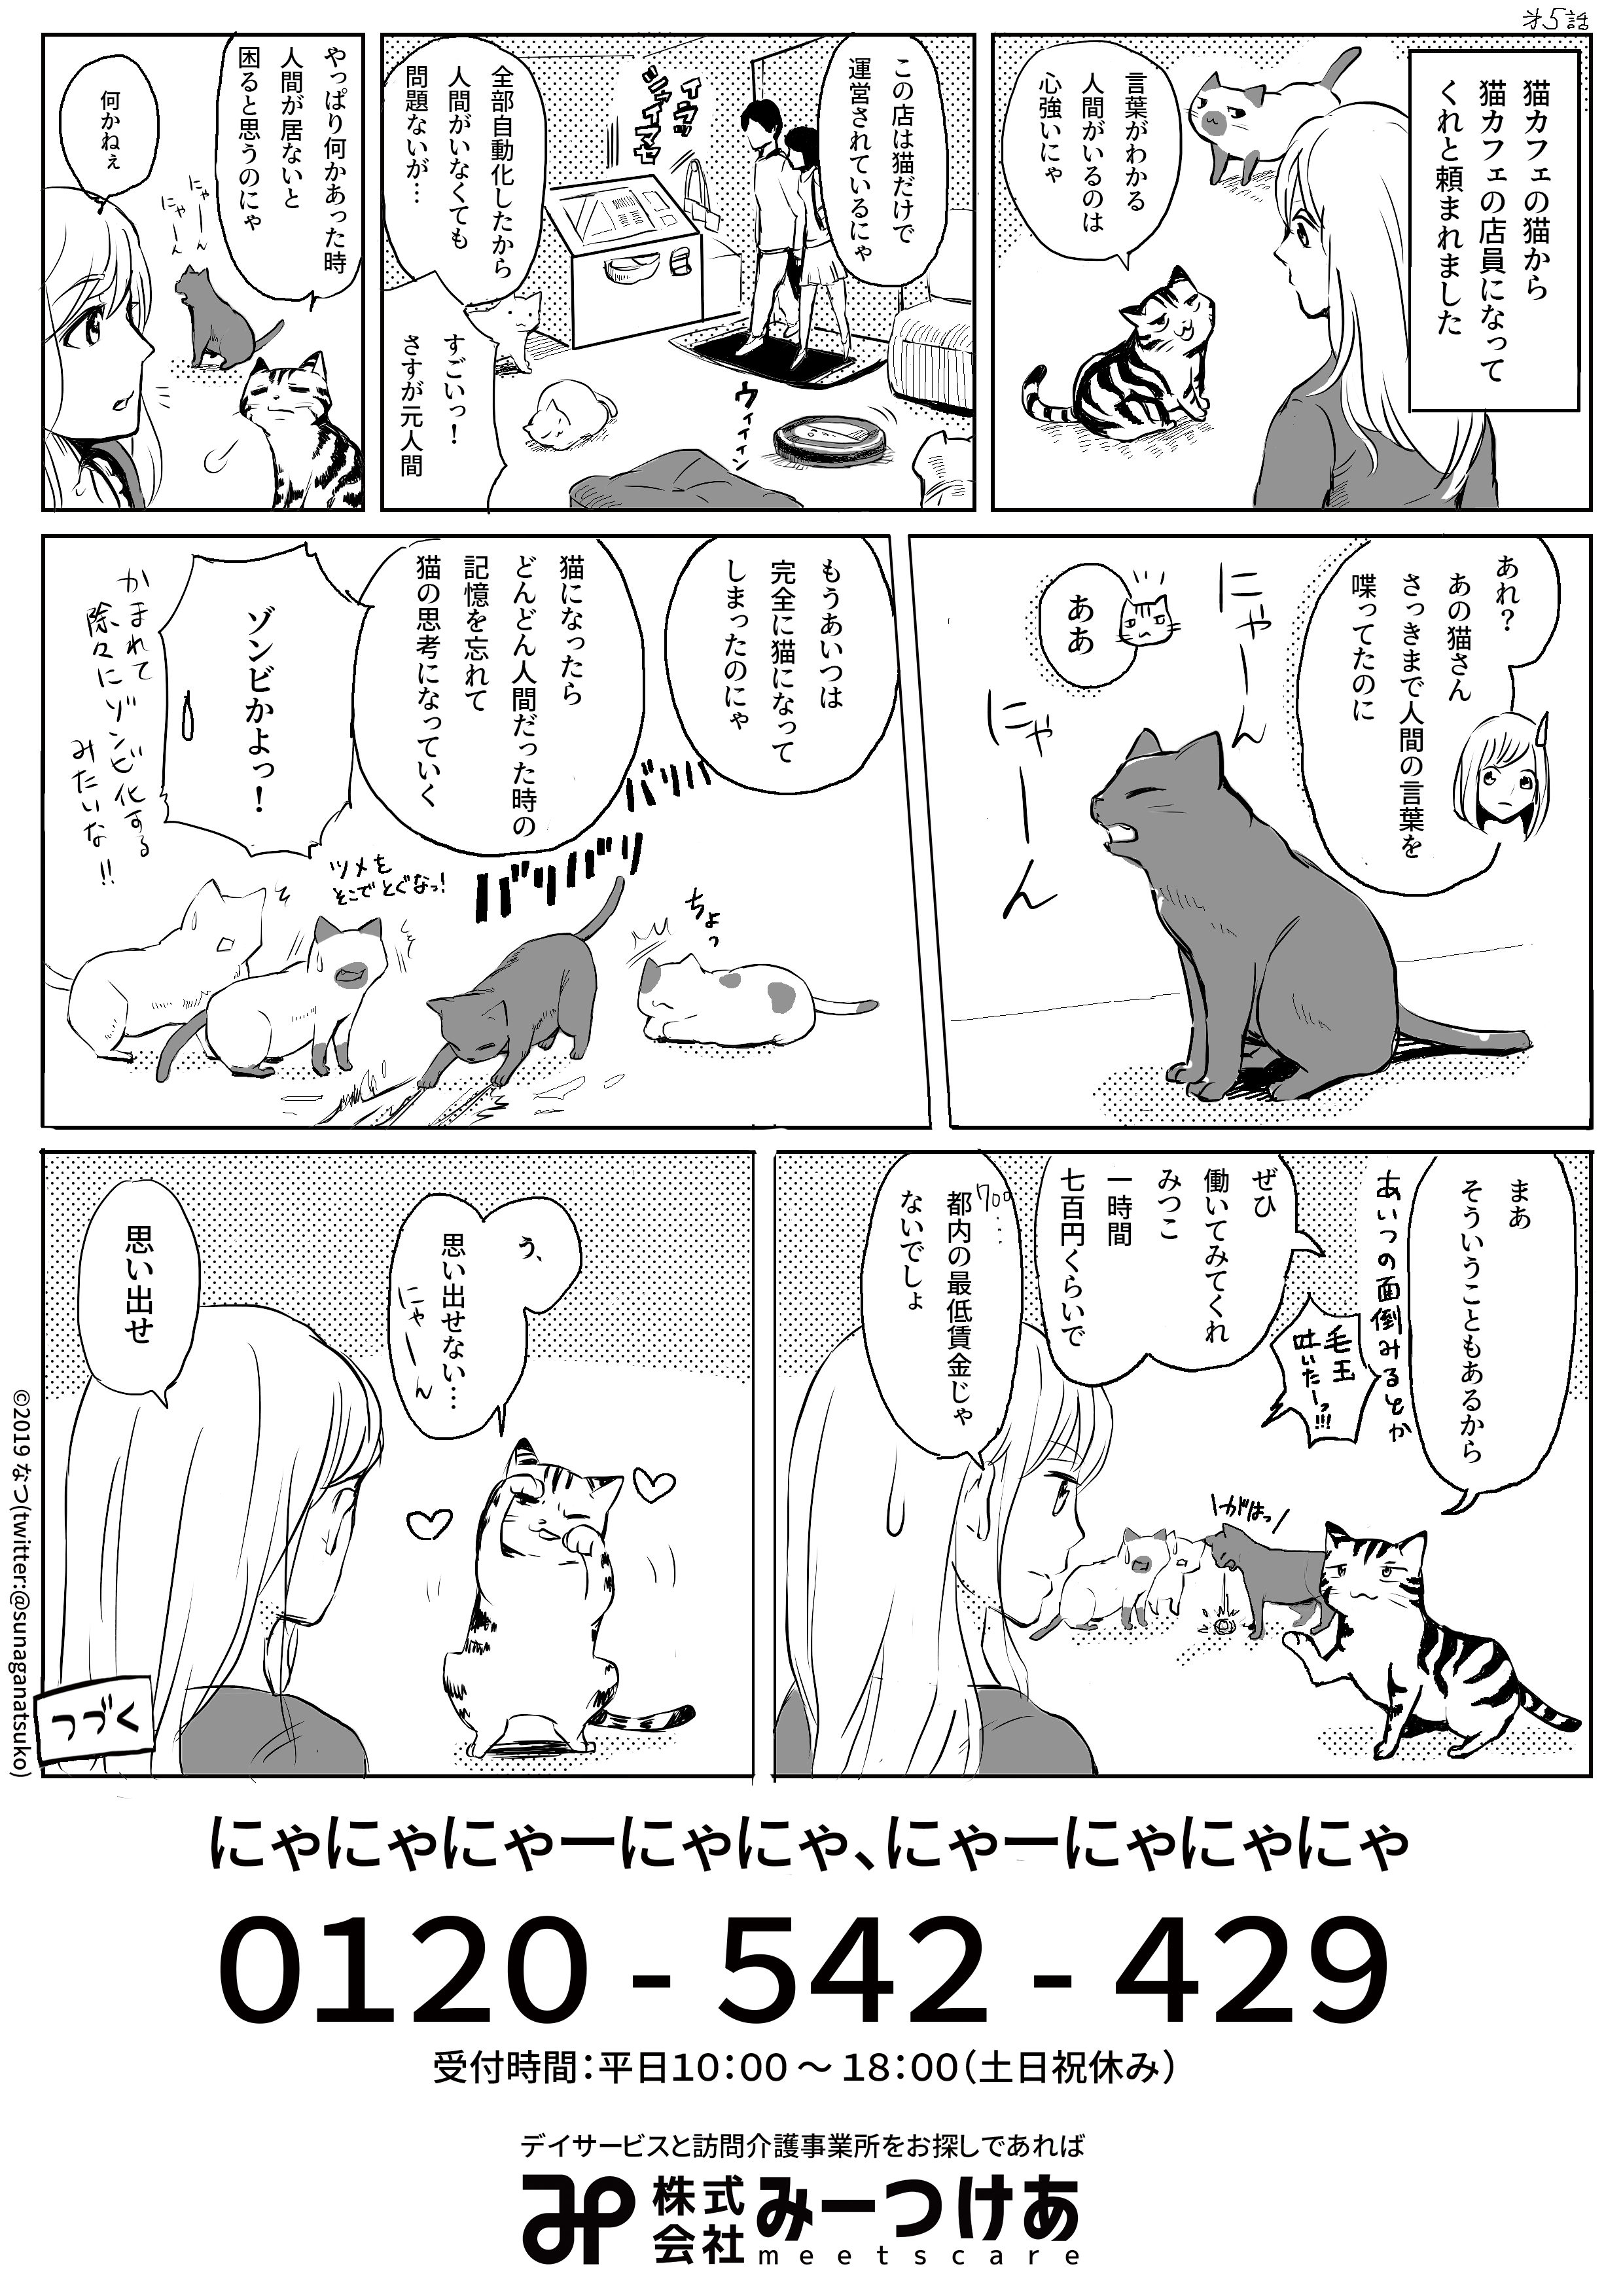 第5話
猫カフェの猫から
猫カフェの店員になって
くれと頼まれました
言葉がわかる
人間がいるのは
心強いにゃ
この店は猫だけで
運営されているにゃ
イラッ
シャイマセ
全部自動化したから
人間がいなくても
問題ないが…
すごいっ!
さすが元人間
ウィイィン
やっぱり何かあった時
人間が居ないと
困ると思うのにゃ
にゃーん
にゃーん
何かねぇ
あれ?
あの猫さん
さっきまで人間の言葉を
喋ってたのに
ああ
にゃーん
にゃーん
もうあいつは
完全に猫になって
しまったのにゃ
猫になったら
どんどん人間だった時の
記憶を忘れて
猫の思考になっていく
バリバリ
バリバリ
ちょっ
ツメを
そこでとぐなっ!
ゾンビかよっ!
かまれて
除々にゾンビ化する
みたいな!!
まあ
そういうこともあるから
あいつの面倒みるとか
毛玉
吐いたーっ!!!
がはっ
ぜひ
働いてみてくれ
みつこ
一時間
七百円くらいで
700…
都内の最低賃金じゃ
ないでしょ
う、
思い出せない…
にゃーん
思い出せ
つづく
©2019 なつ(twitter:@sunaganatsuko)
にゃにゃにゃーにゃにゃ、にゃーにゃにゃにゃ
0120 - 542 - 429
受付時間:平日10:00 〜 18:00(土日祝休み)
デイサービスと訪問介護事業所をお探しであれば
株式会社 みーつけあ
meetscare